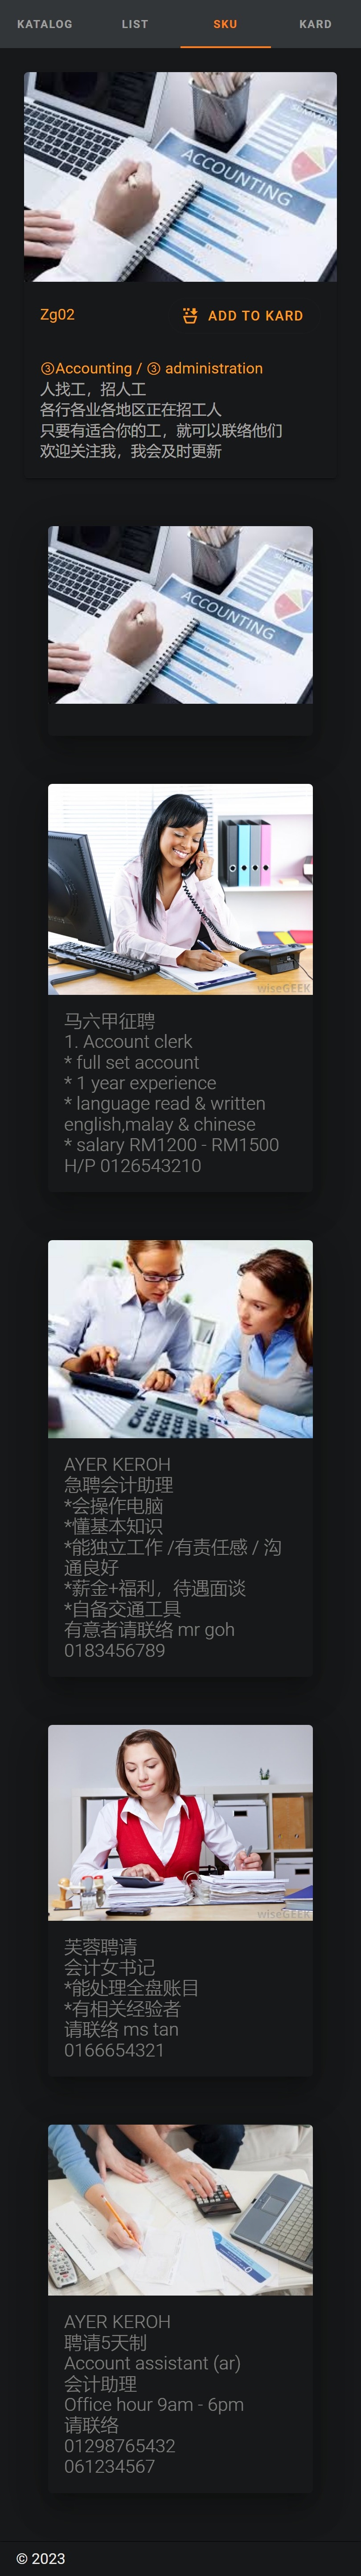 KATALOG LIST SKU KARD
ACCOUNTING
SUMMARY
Zg02 ADD TO KARD
③Accounting / ③ administration
人找工，招人工
各行各业各地区正在招工人
只要有适合你的工，就可以联络他们
欢迎关注我，我会及时更新
ACCOUNTING
wiseGEEK
马六甲征聘
1. Account clerk
* full set account
* 1 year experience
* language read & written
english,malay & chinese
* salary RM1200 - RM1500
H/P 0126543210
AYER KEROH
急聘会计助理
*会操作电脑
*懂基本知识
*能独立工作 /有责任感 / 沟
通良好
*薪金+福利，待遇面谈
*自备交通工具
有意者请联络 mr goh
0183456789
wiseGEEK
芙蓉聘请
会计女书记
*能处理全盘账目
*有相关经验者
请联络 ms tan
0166654321
AYER KEROH
聘请5天制
Account assistant (ar)
会计助理
Office hour 9am - 6pm
请联络
01298765432
061234567
© 2023